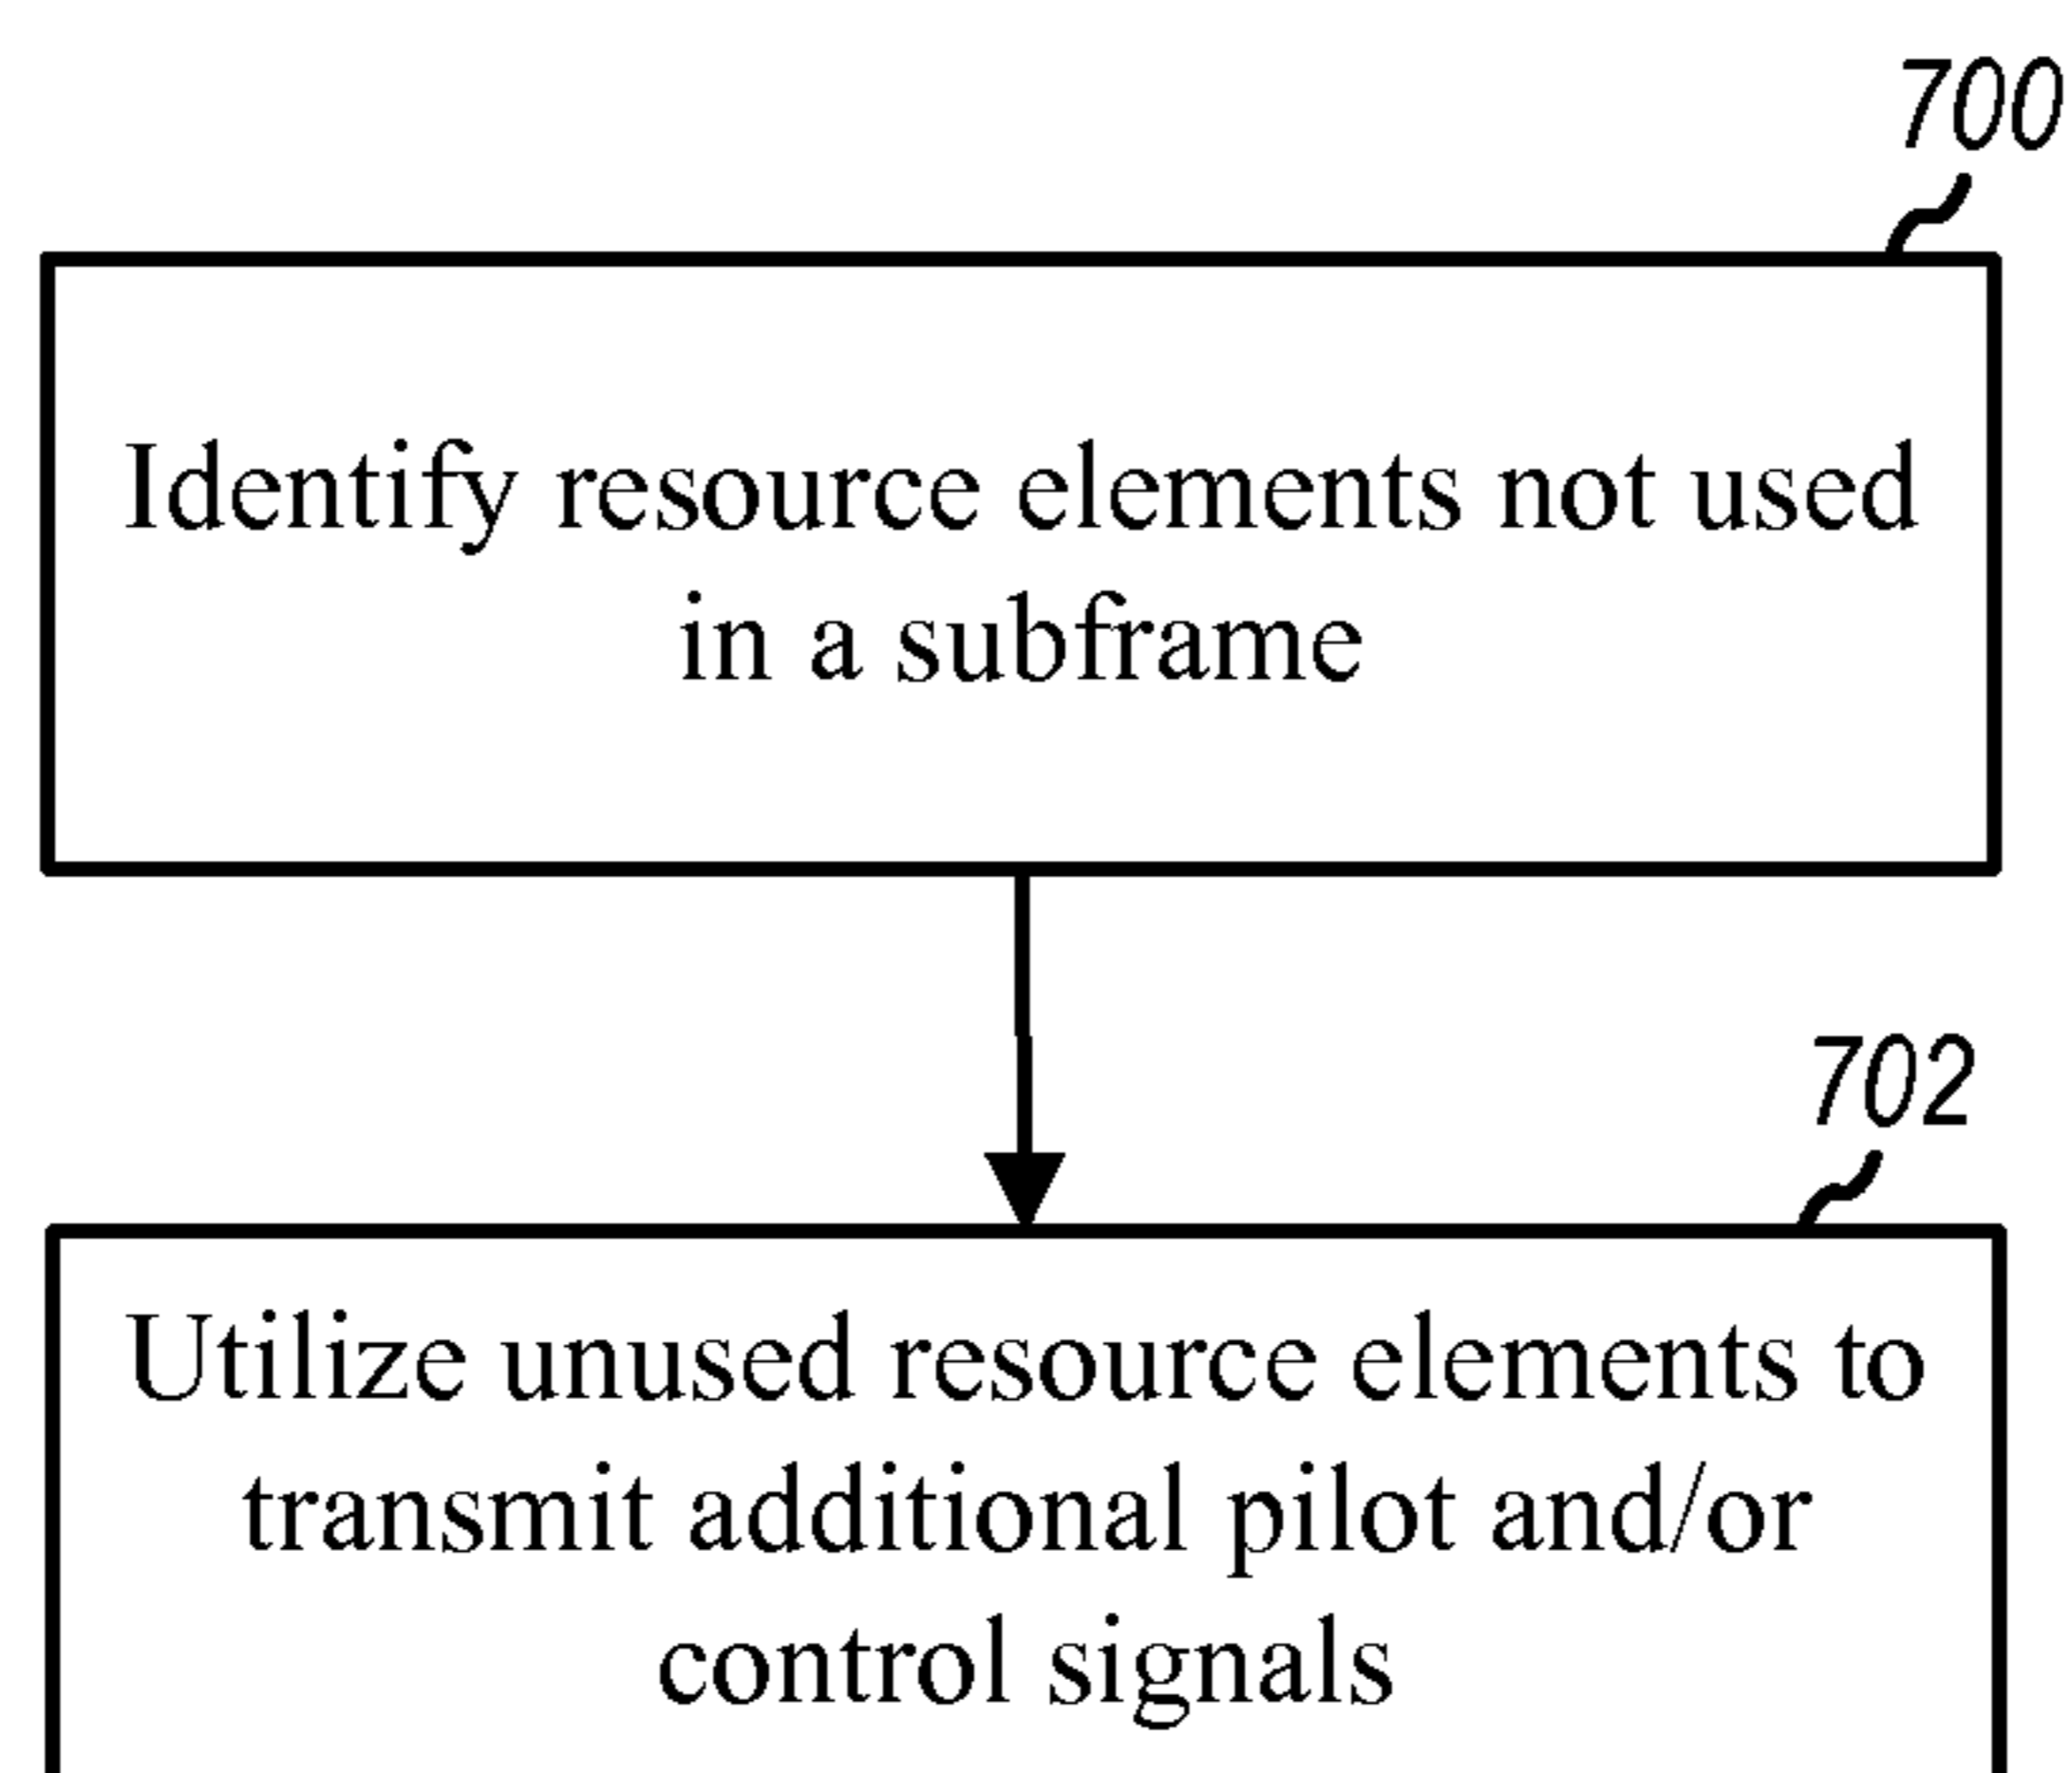 700
Identify resource elements not used
in a subframe
702
Utilize unused resource elements to
transmit additional pilot and/or
control signals